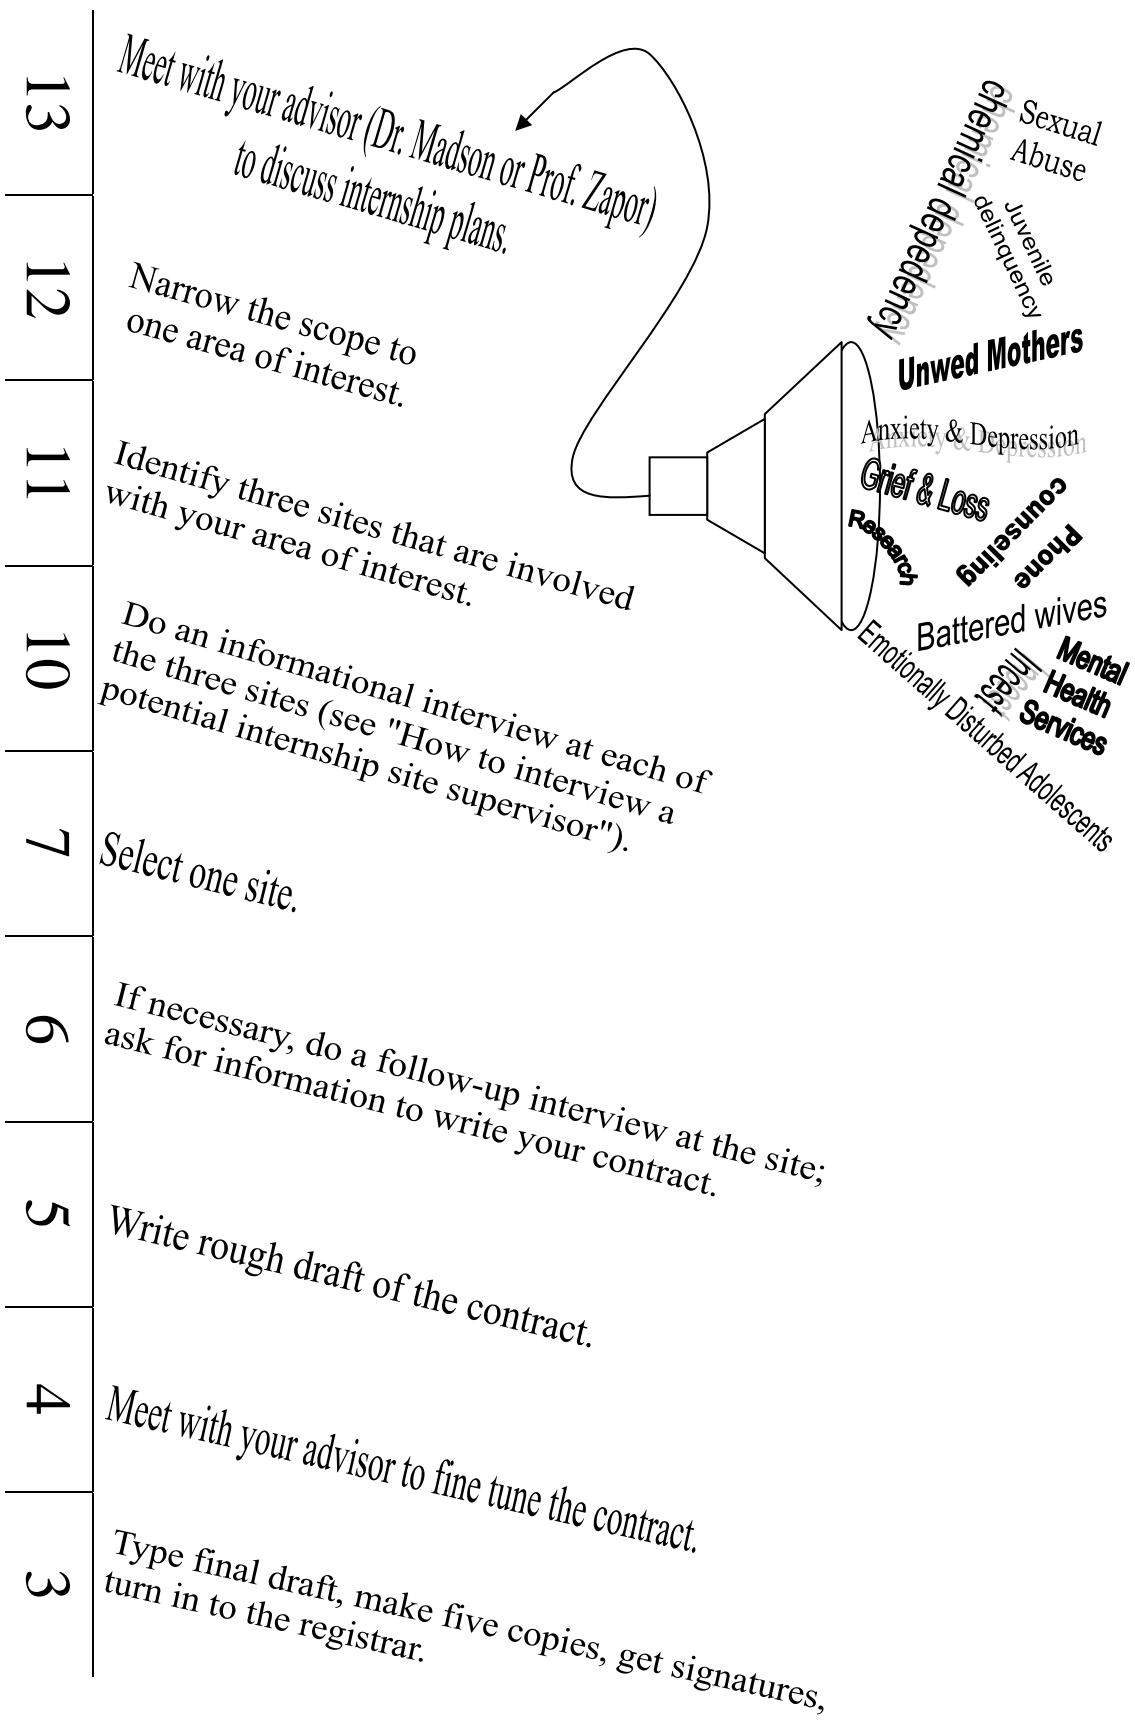 13
Meet with your advisor (Dr. Madson or Prof. Zapor)
to discuss internship plans.
12
Narrow the scope to
one area of interest.
11
Identify three sites that are involved
with your area of interest.
10
Do an informational interview at each of
the three sites (see "How to interview a
potential internship site supervisor").
7
Select one site.
6
If necessary, do a follow-up interview at the site;
ask for information to write your contract.
5
Write rough draft of the contract.
4
Meet with your advisor to fine tune the contract.
3
Type final draft, make five copies, get signatures,
turn in to the registrar.
chemical depedency
Sexual
Abuse
Juvenile
delinquency
Unwed Mothers
Anxiety & Depression
Grief & Loss
Research
Phone
counseling
Battered wives
Incest
Mental
Health
Services
Emotionally Disturbed Adolescents